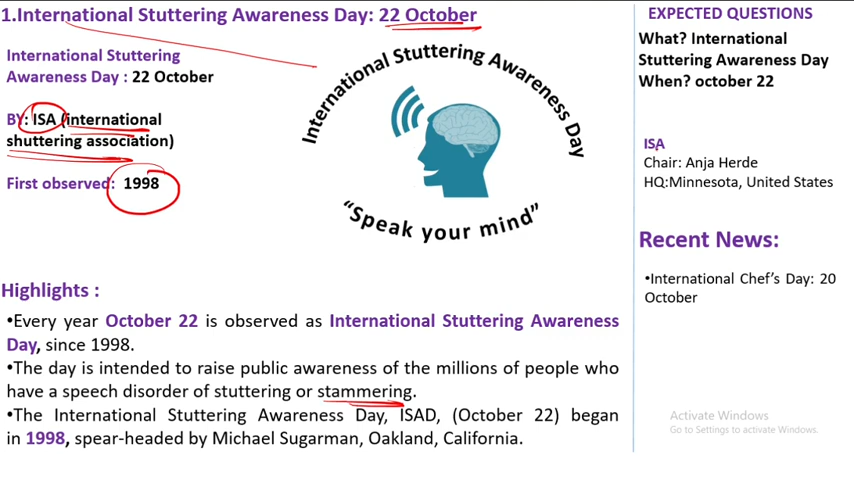 1.International Stuttering Awareness Day: 22 October
International Stuttering
Awareness Day : 22 October
BY: ISA (international
shuttering association)
First observed: 1998
International Stuttering Awareness Day
“Speak your mind”
Highlights :
•Every year October 22 is observed as International Stuttering Awareness
Day, since 1998.
•The day is intended to raise public awareness of the millions of people who
have a speech disorder of stuttering or stammering.
•The International Stuttering Awareness Day, ISAD, (October 22) began
in 1998, spear-headed by Michael Sugarman, Oakland, California.
EXPECTED QUESTIONS
What? International
Stuttering Awareness Day
When? october 22
ISA
Chair: Anja Herde
HQ:Minnesota, United States
Recent News:
•International Chef’s Day: 20
October
Activate Windows
Go to Settings to activate Windows.